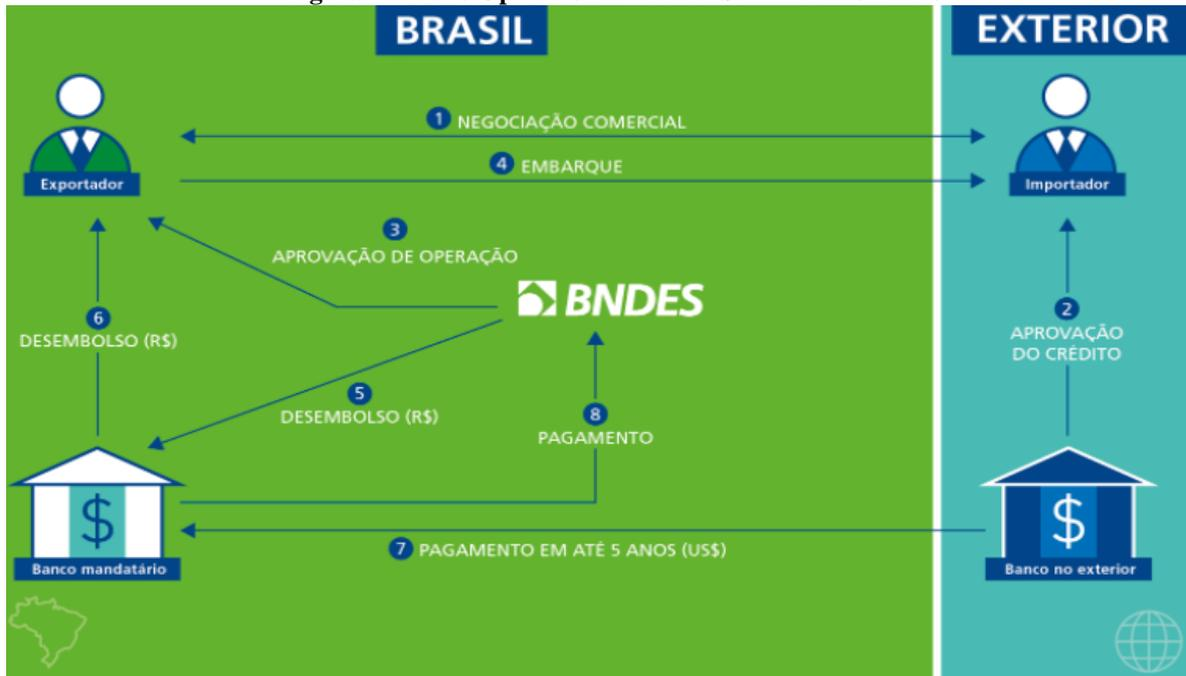 BRASIL
EXTERIOR
1 NEGOCIAÇÃO COMERCIAL
4 EMBARQUE
Exportador
Importador
3
APROVAÇÃO DE OPERAÇÃO
BNDES
6
DESEMBOLSO (R$)
2
APROVAÇÃO
DO CRÉDITO
5
DESEMBOLSO (R$)
8
PAGAMENTO
$
$
7 PAGAMENTO EM ATÉ 5 ANOS (US$)
Banco mandatário
Banco no exterior